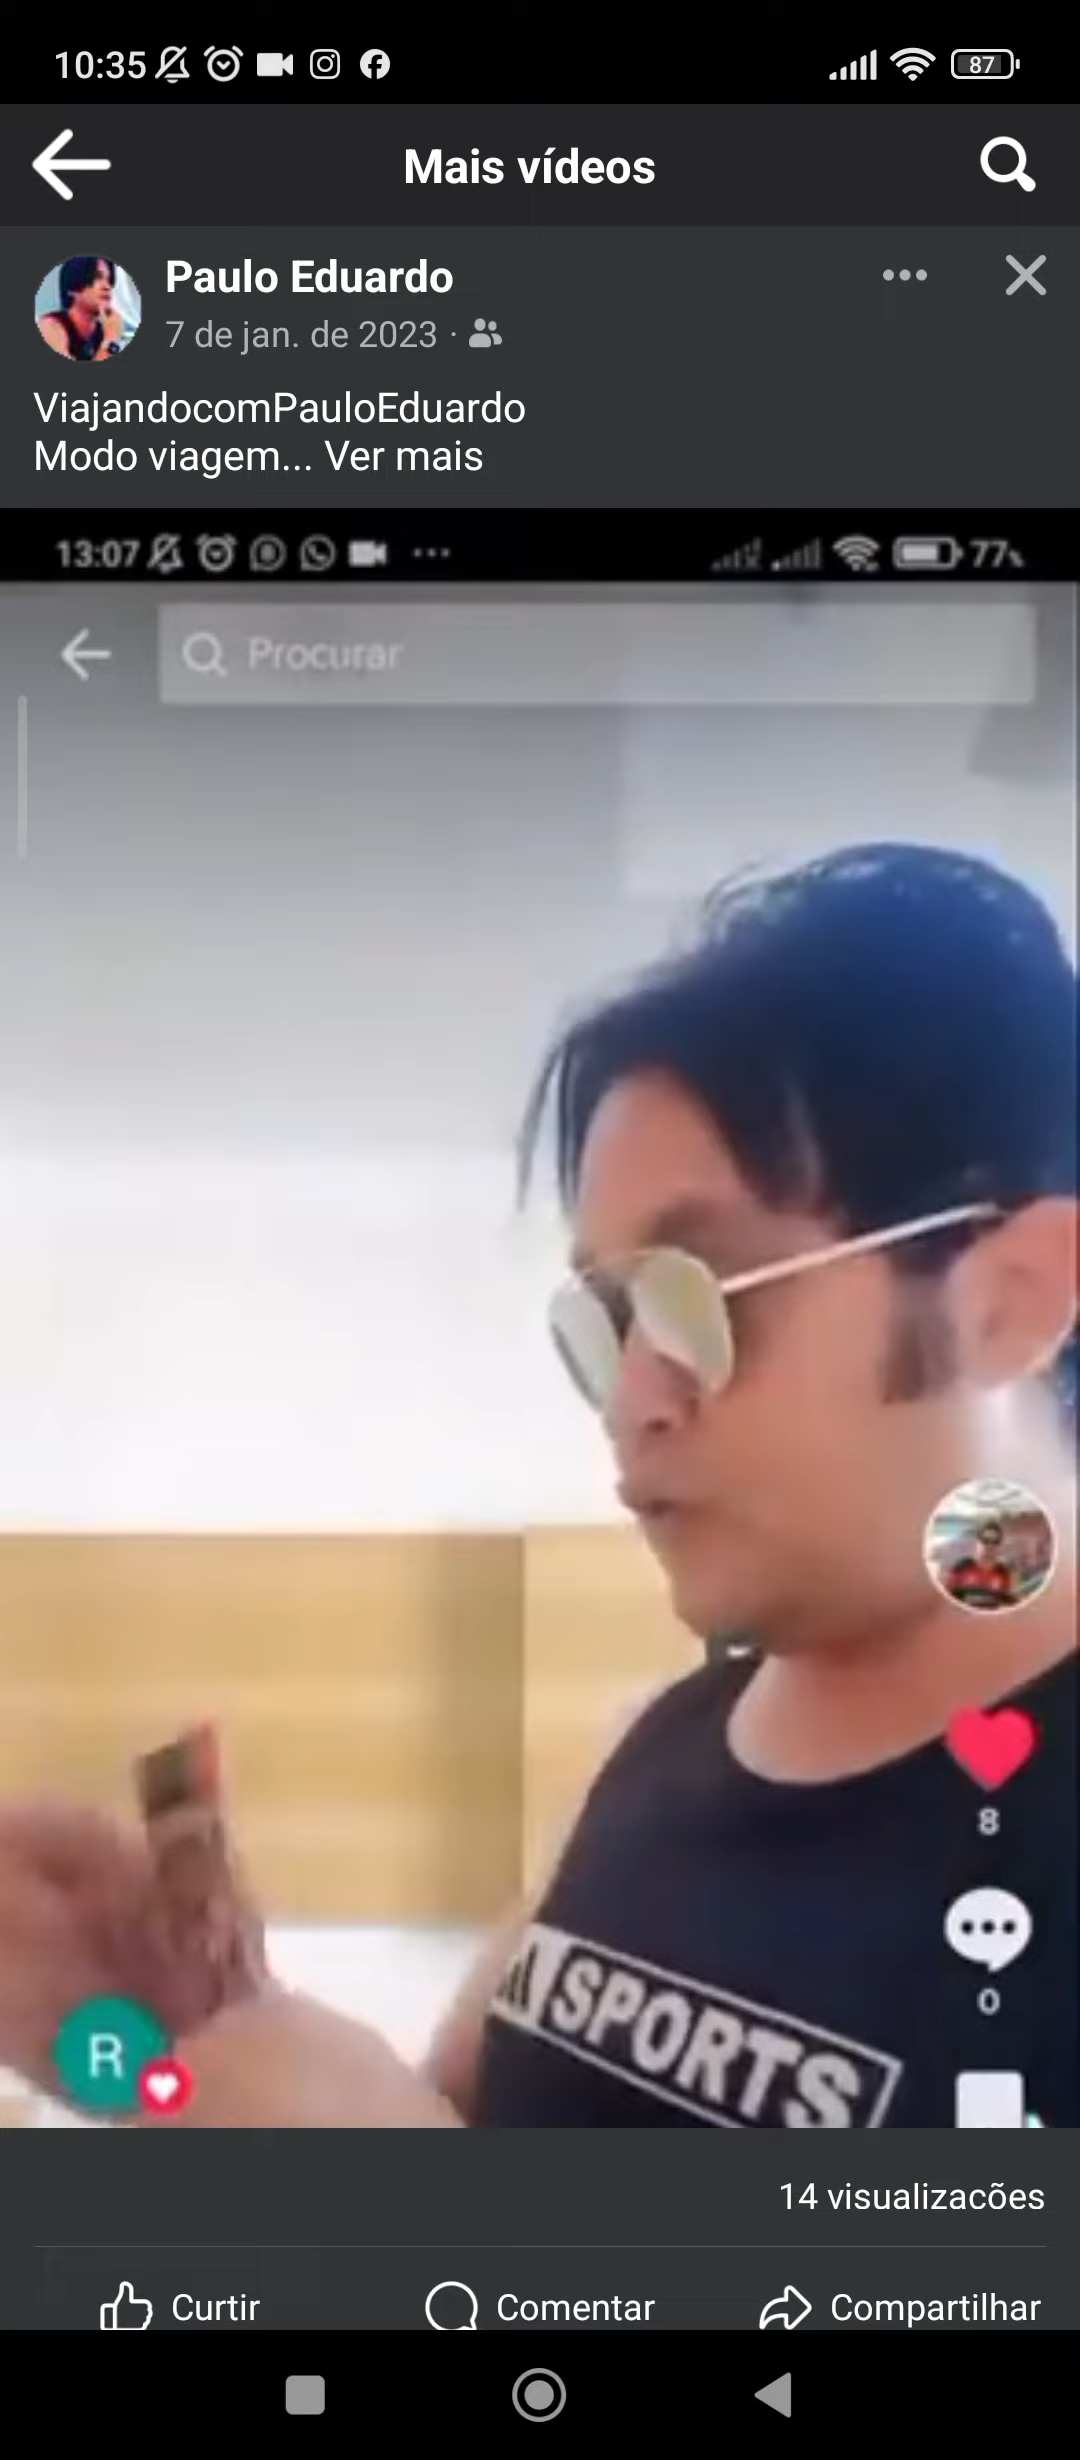 10:35
87
Mais vídeos
Paulo Eduardo
7 de jan. de 2023 ·
ViajandocomPauloEduardo
Modo viagem... Ver mais
13:07
77%
Procurar
8
0
SPORTS
R
14 visualizacões
Curtir
Comentar
Compartilhar